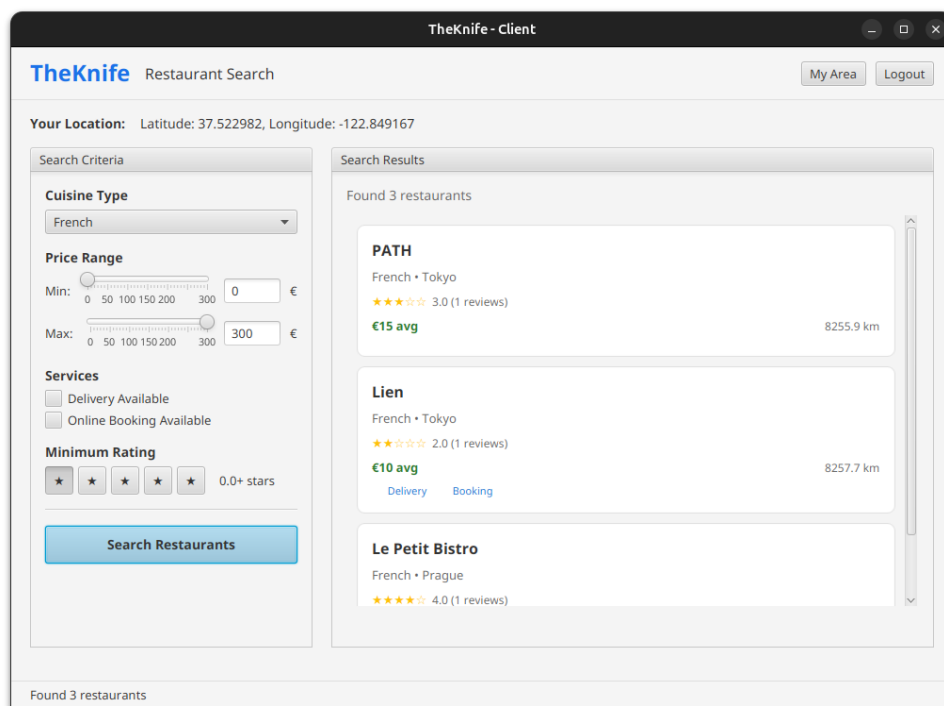 TheKnife - Client
TheKnife Restaurant Search My Area Logout
Your Location: Latitude: 37.522982, Longitude: -122.849167
Search Criteria
Cuisine Type
French
Price Range
Min: 0 €
0 50 100 150 200 300
Max: 300 €
0 50 100 150 200 300
Services
Delivery Available
Online Booking Available
Minimum Rating
★ ★ ★ ★ ★ 0.0+ stars
Search Restaurants
Search Results
Found 3 restaurants
PATH
French • Tokyo
★★★☆☆ 3.0 (1 reviews)
€15 avg 8255.9 km
Lien
French • Tokyo
★★☆☆☆ 2.0 (1 reviews)
€10 avg 8257.7 km
Delivery Booking
Le Petit Bistro
French • Prague
★★★★☆ 4.0 (1 reviews)
Found 3 restaurants